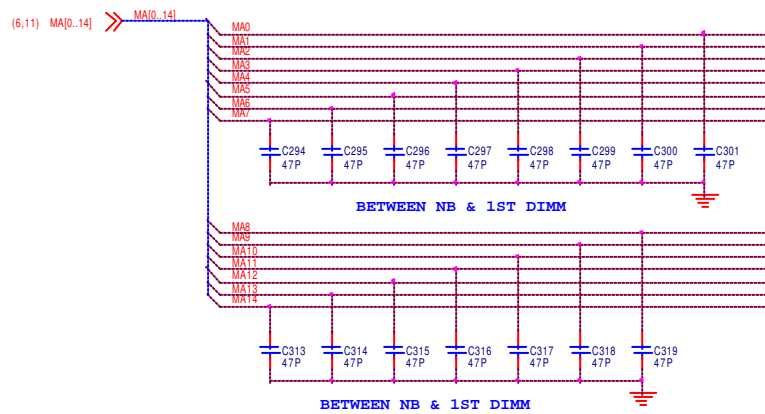 (6,11) MA[0..14] MA[0..14]
MA0
MA1
MA2
MA3
MA4
MA5
MA6
MA7
C294 C295 C296 C297 C298 C299 C300 C301
47P 47P 47P 47P 47P 47P 47P 47P
BETWEEN NB & 1ST DIMM
MA8
MA9
MA10
MA11
MA12
MA13
MA14
C313 C314 C315 C316 C317 C318 C319
47P 47P 47P 47P 47P 47P 47P
BETWEEN NB & 1ST DIMM